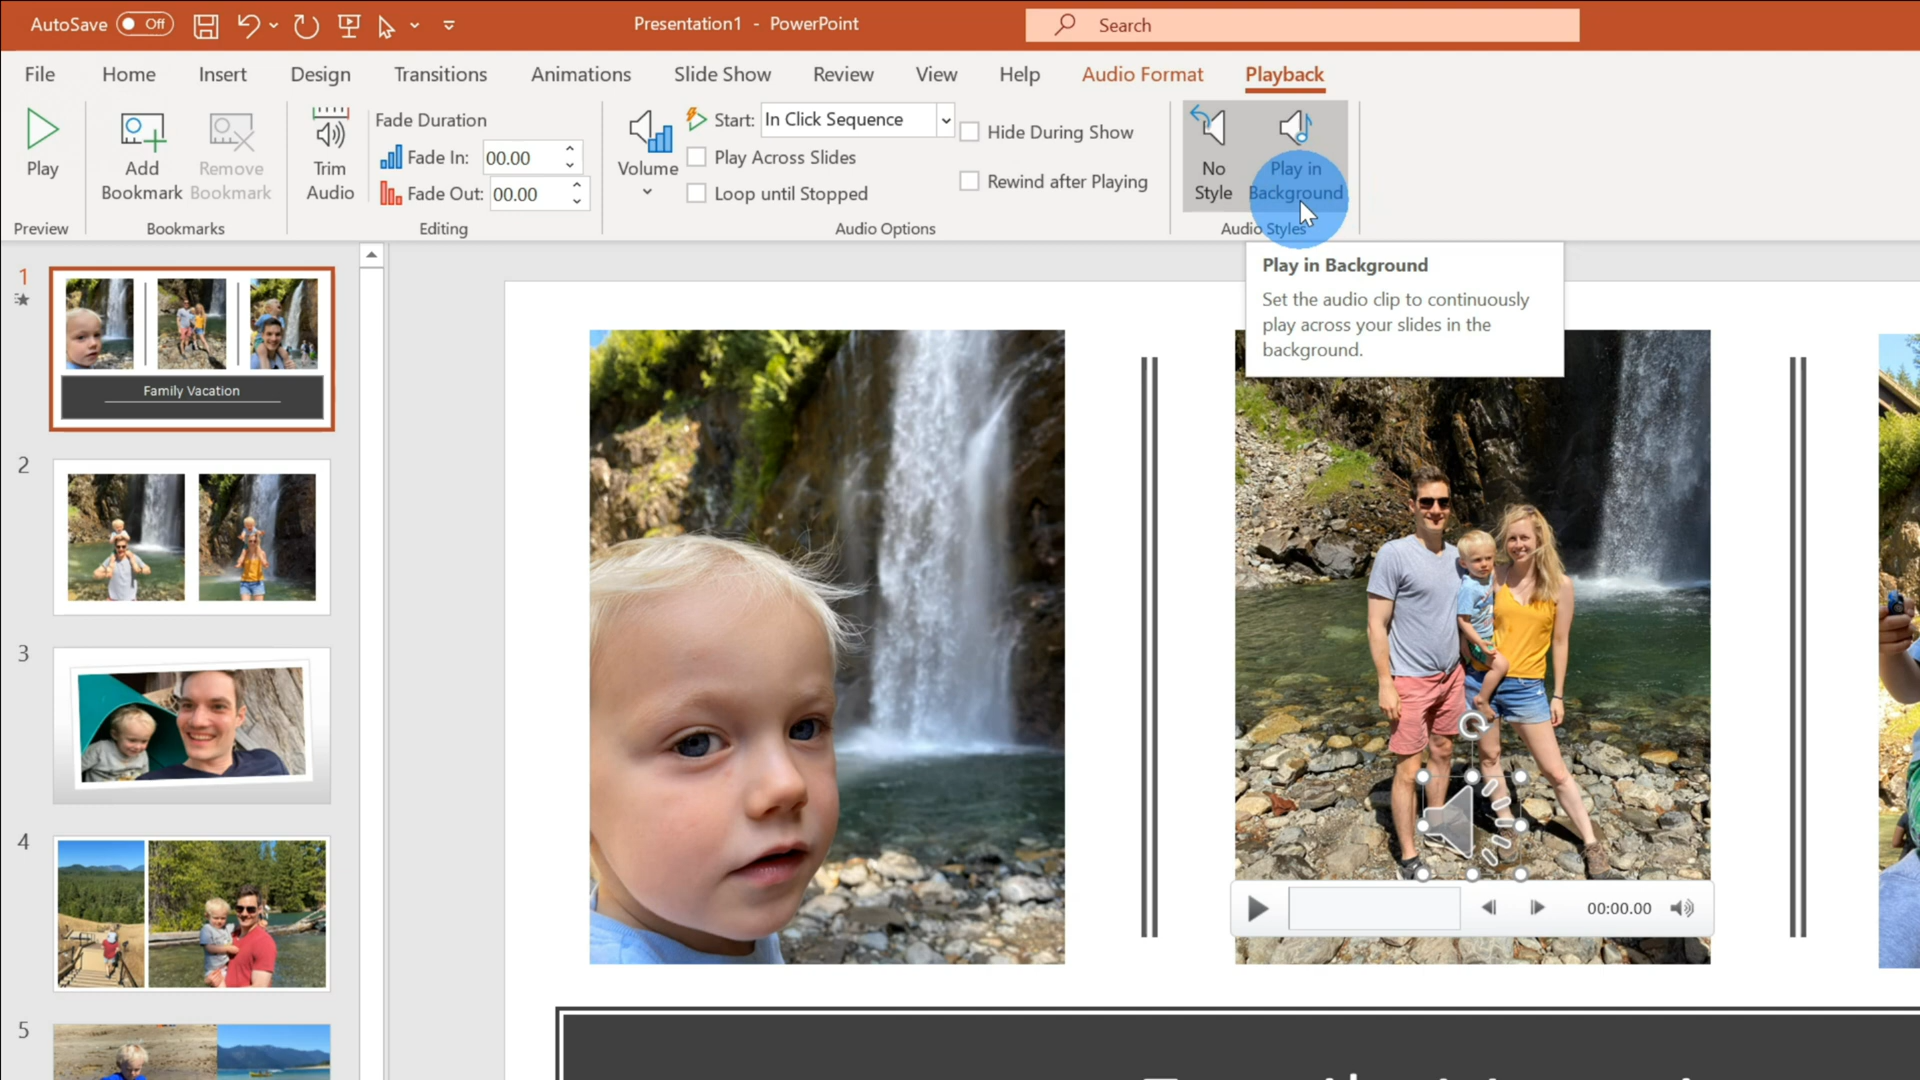 AutoSave Off Presentation1 - PowerPoint Search
File Home Insert Design Transitions Animations Slide Show Review View Help Audio Format Playback
Play
Preview
Add
Bookmark
Remove
Bookmark
Bookmarks
Trim
Audio
Fade Duration
Fade In: 00.00
Fade Out: 00.00
Editing
Volume
Start: In Click Sequence
Play Across Slides
Loop until Stopped
Hide During Show
Rewind after Playing
Audio Options
No
Style
Play in
Background
Audio Styles
Play in Background
Set the audio clip to continuously
play across your slides in the
background.
1
Family Vacation
2
3
4
5
00:00.00